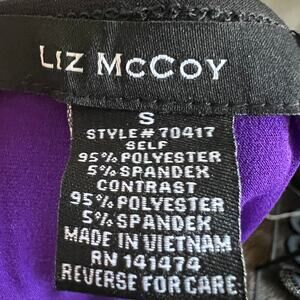 LIZ MCCOY
S
STYLE# 70417
SELF
95% POLYESTER
5% SPANDEX
CONTRAST
95% POLYESTER
5% SPANDEX
MADE IN VIETNAM
RN 141474
REVERSE FOR CARE